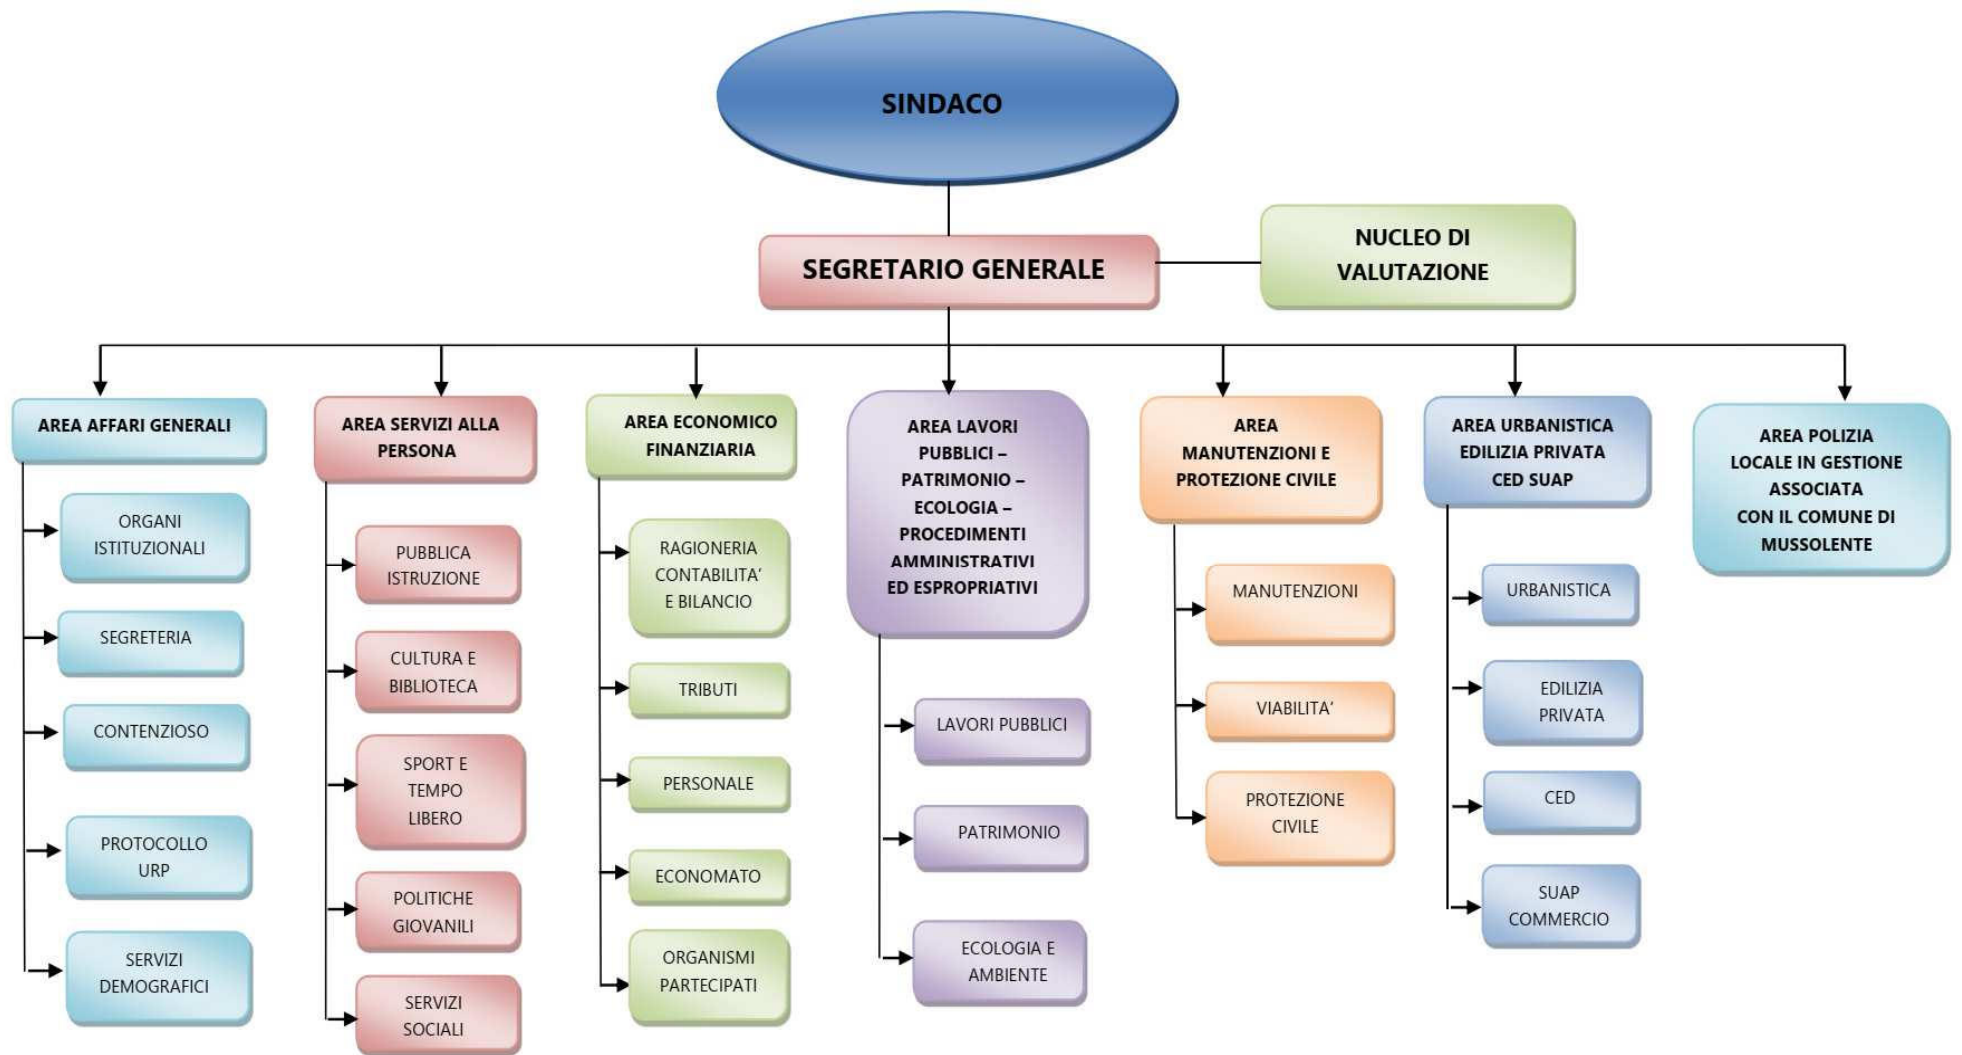 SINDACO
SEGRETARIO GENERALE
NUCLEO DI
VALUTAZIONE
AREA AFFARI GENERALI
ORGANI
ISTITUZIONALI
SEGRETERIA
CONTENZIOSO
PROTOCOLLO
URP
SERVIZI
DEMOGRAFICI
AREA SERVIZI ALLA
PERSONA
PUBBLICA
ISTRUZIONE
CULTURA E
BIBLIOTECA
SPORT E
TEMPO
LIBERO
POLITICHE
GIOVANILI
SERVIZI
SOCIALI
AREA ECONOMICO
FINANZIARIA
RAGIONERIA
CONTABILITA’
E BILANCIO
TRIBUTI
PERSONALE
ECONOMATO
ORGANISMI
PARTECIPATI
AREA LAVORI
PUBBLICI –
PATRIMONIO –
ECOLOGIA –
PROCEDIMENTI
AMMINISTRATIVI
ED ESPROPRIATIVI
LAVORI PUBBLICI
PATRIMONIO
ECOLOGIA E
AMBIENTE
AREA
MANUTENZIONI E
PROTEZIONE CIVILE
MANUTENZIONI
VIABILITA’
PROTEZIONE
CIVILE
AREA URBANISTICA
EDILIZIA PRIVATA
CED SUAP
URBANISTICA
EDILIZIA
PRIVATA
CED
SUAP
COMMERCIO
AREA POLIZIA
LOCALE IN GESTIONE
ASSOCIATA
CON IL COMUNE DI
MUSSOLENTE